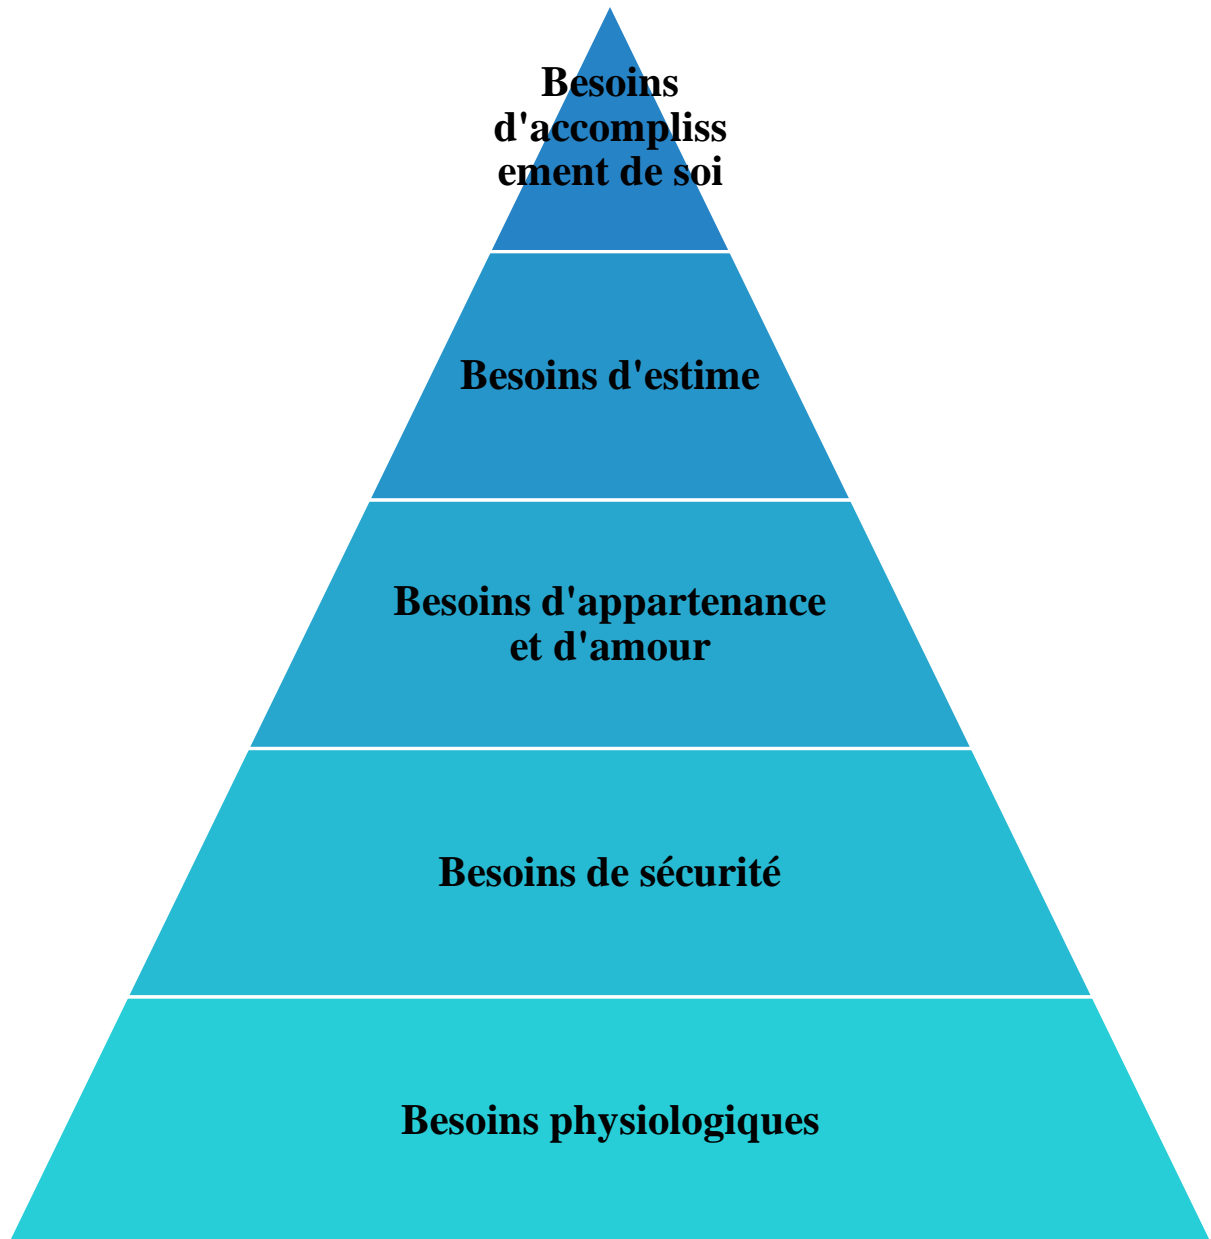 Besoins
d'accompliss
ement de soi
Besoins d'estime
Besoins d'appartenance
et d'amour
Besoins de sécurité
Besoins physiologiques